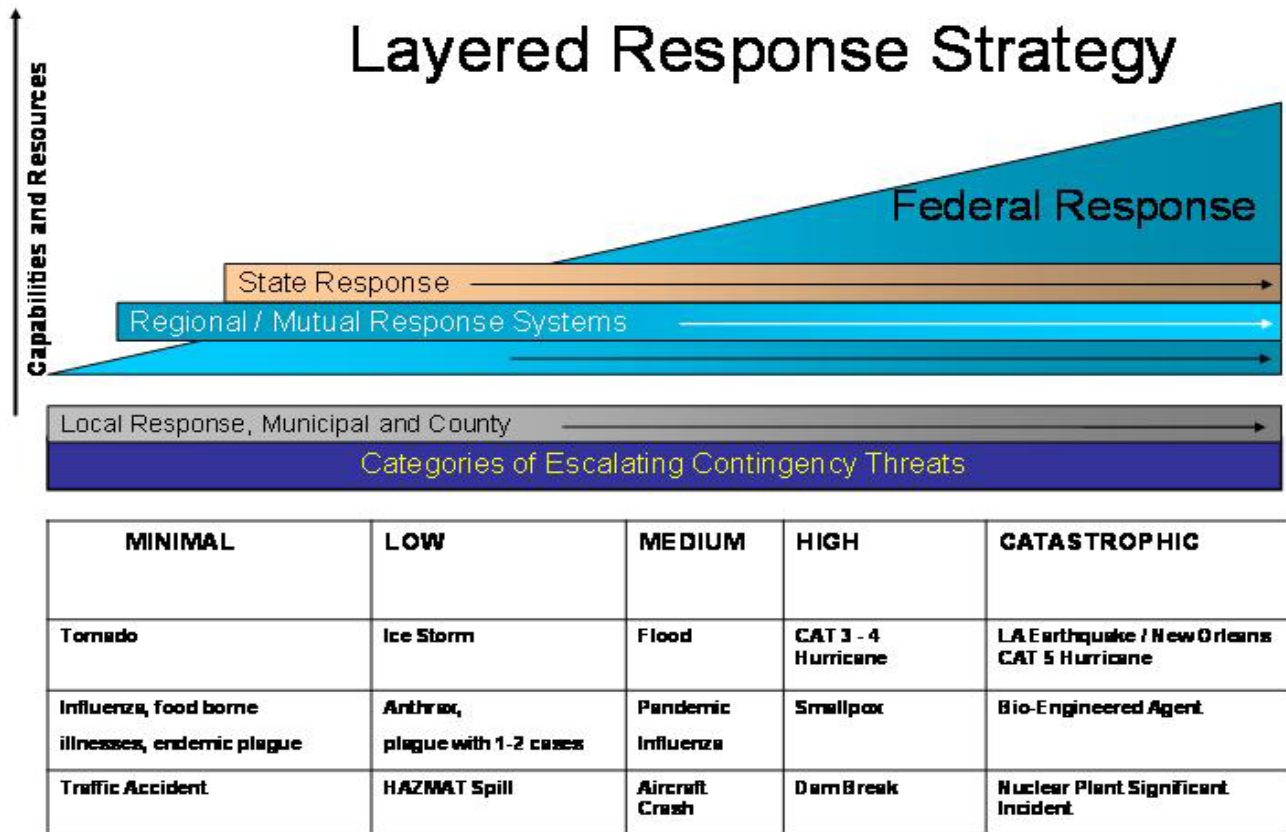 Layered Response Strategy
Capabilities and Resources
Federal Response
State Response
Regional / Mutual Response Systems
Local Response, Municipal and County
Categories of Escalating Contingency Threats
MINIMAL
LOW
MEDIUM
HIGH
CATASTROPHIC
Tornado
Ice Storm
Flood
CAT 3 - 4
Hurricane
LA Earthquake / New Orleans
CAT 5 Hurricane
Influenza, food borne
illnesses, endemic plague
Anthrax,
plague with 1-2 cases
Pandemic
Influenza
Smallpox
Bio-Engineered Agent
Traffic Accident
HAZMAT Spill
Aircraft
Crash
Dam Break
Nuclear Plant Significant
Incident